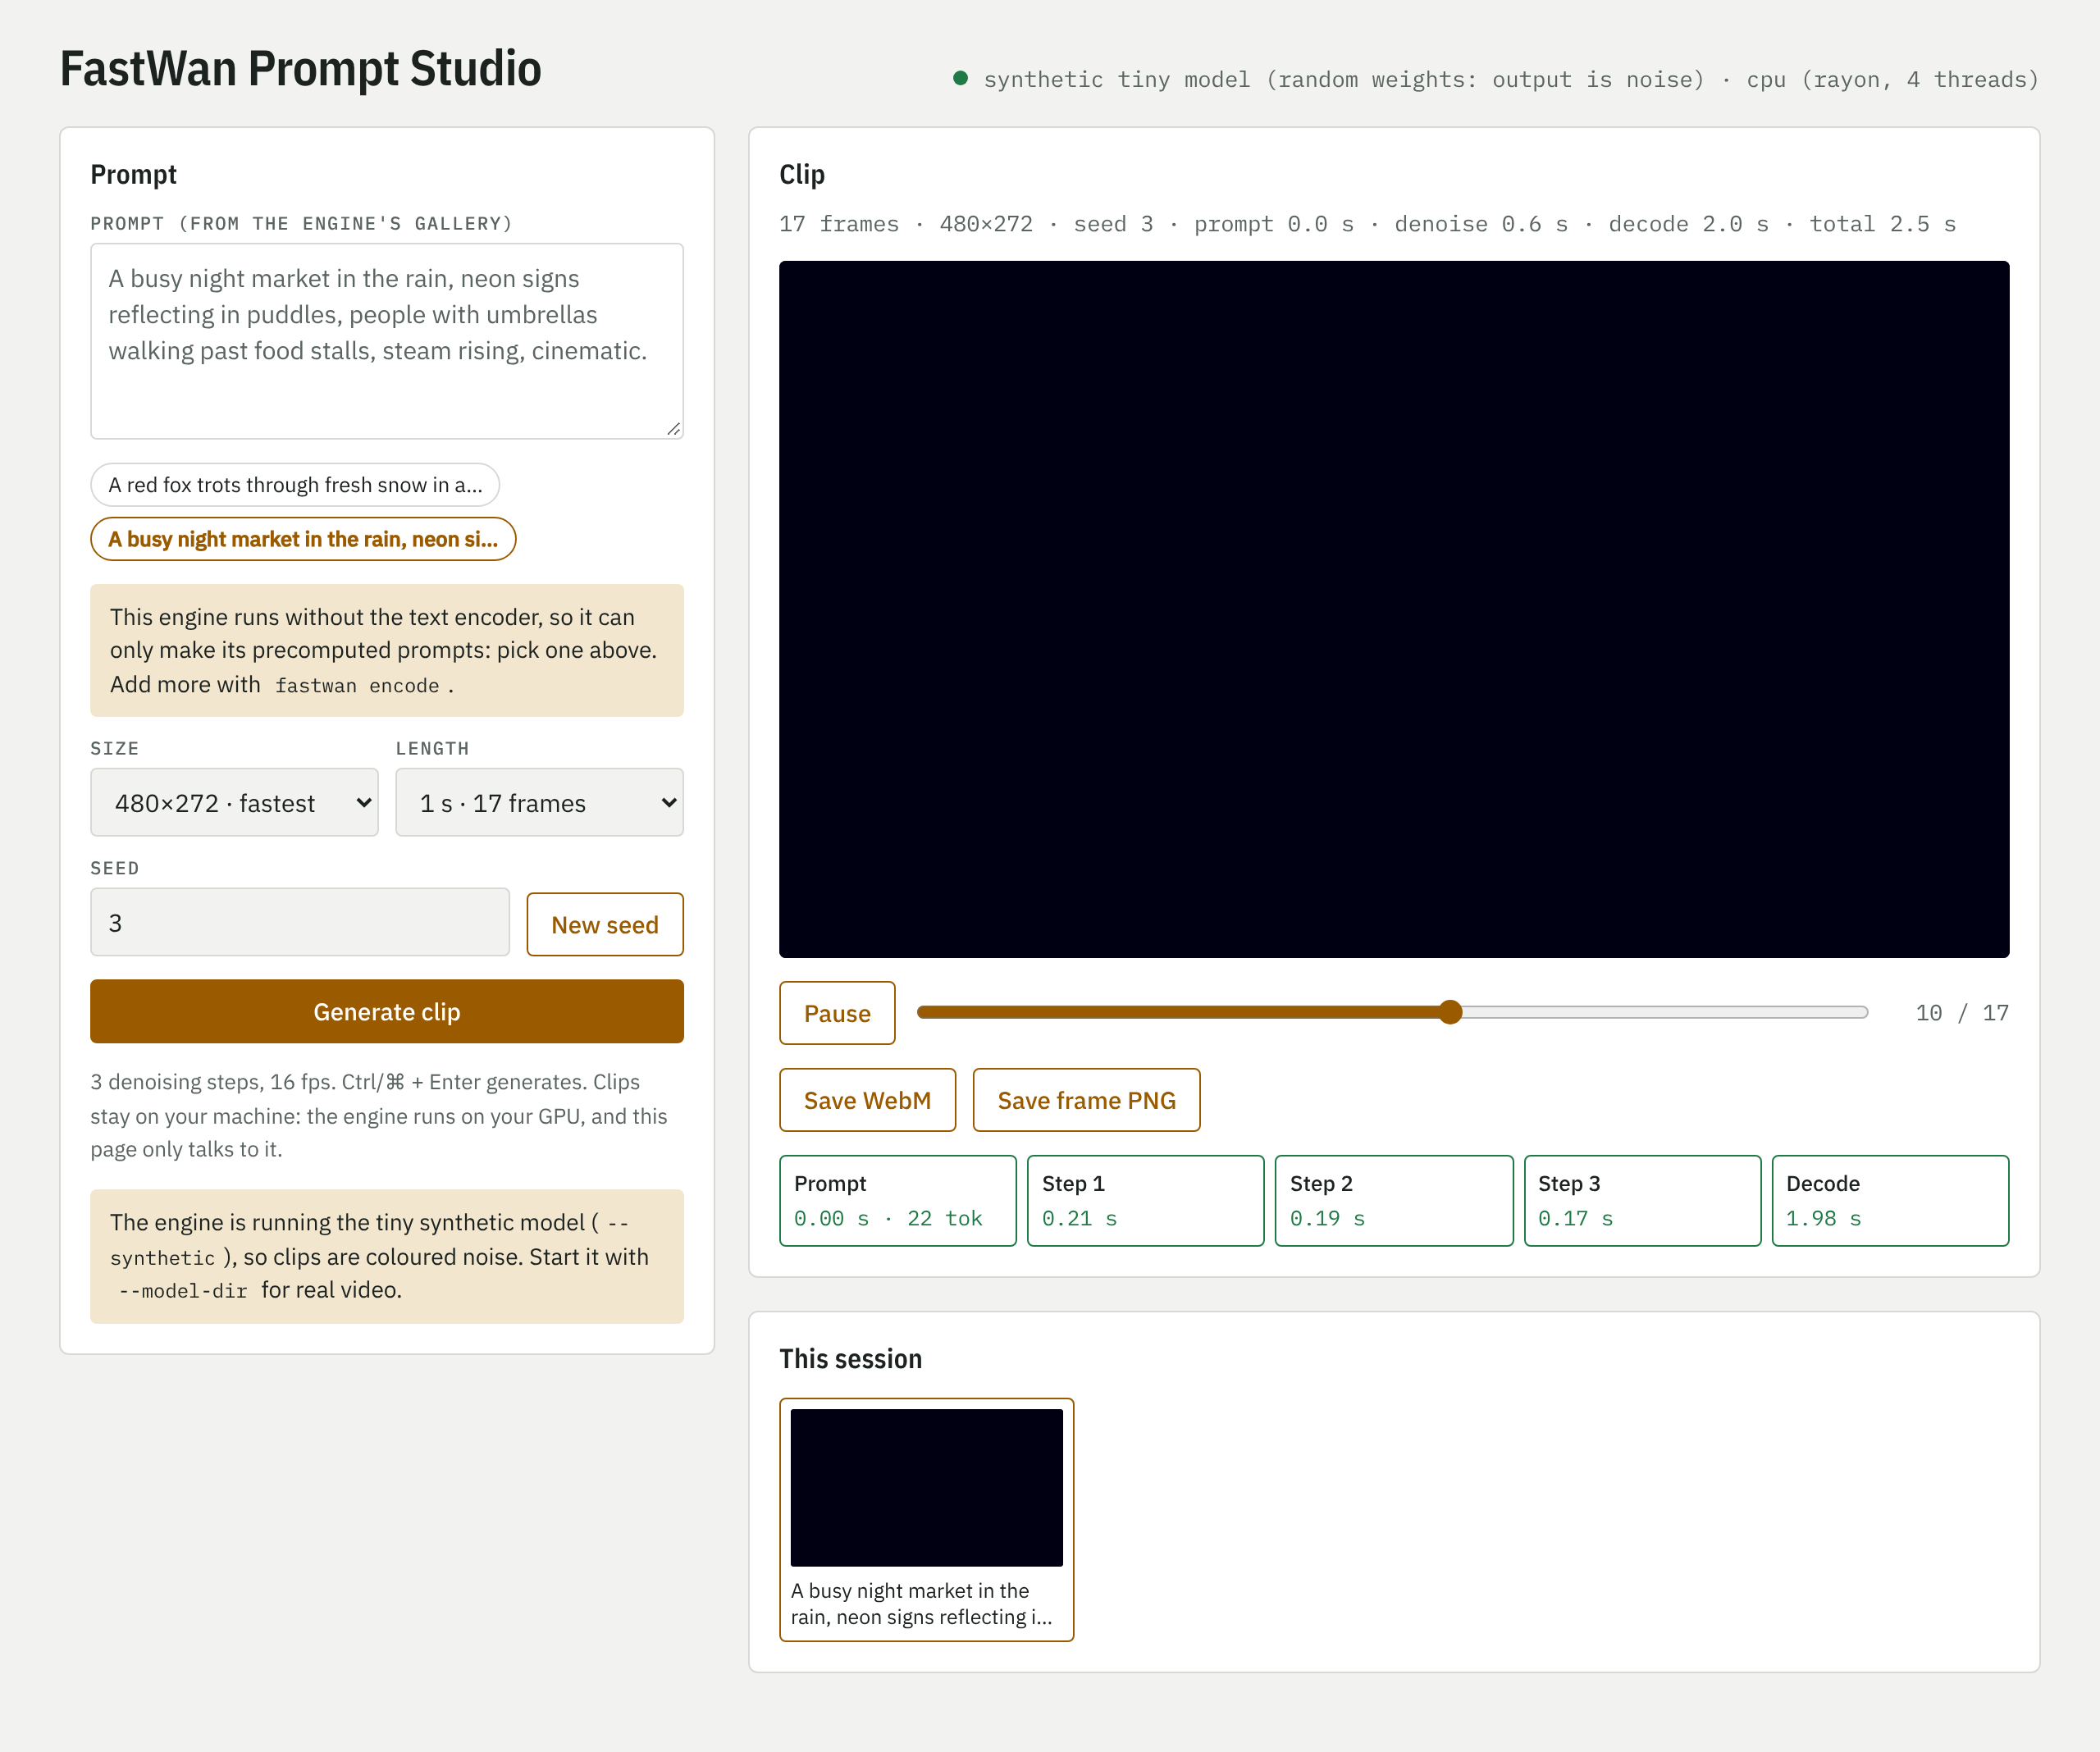 FastWan Prompt Studio
synthetic tiny model (random weights: output is noise) · cpu (rayon, 4 threads)
Prompt
PROMPT (FROM THE ENGINE'S GALLERY)
A busy night market in the rain, neon signs
reflecting in puddles, people with umbrellas
walking past food stalls, steam rising, cinematic.
A red fox trots through fresh snow in a...
A busy night market in the rain, neon si...
This engine runs without the text encoder, so it can
only make its precomputed prompts: pick one above.
Add more with fastwan encode .
SIZE
LENGTH
480×272 · fastest
1 s · 17 frames
SEED
3
New seed
Generate clip
3 denoising steps, 16 fps. Ctrl/⌘ + Enter generates. Clips
stay on your machine: the engine runs on your GPU, and this
page only talks to it.
The engine is running the tiny synthetic model ( --
synthetic ), so clips are coloured noise. Start it with
--model-dir for real video.
Clip
17 frames · 480×272 · seed 3 · prompt 0.0 s · denoise 0.6 s · decode 2.0 s · total 2.5 s
Pause
10 / 17
Save WebM
Save frame PNG
Prompt
0.00 s · 22 tok
Step 1
0.21 s
Step 2
0.19 s
Step 3
0.17 s
Decode
1.98 s
This session
A busy night market in the
rain, neon signs reflecting i...